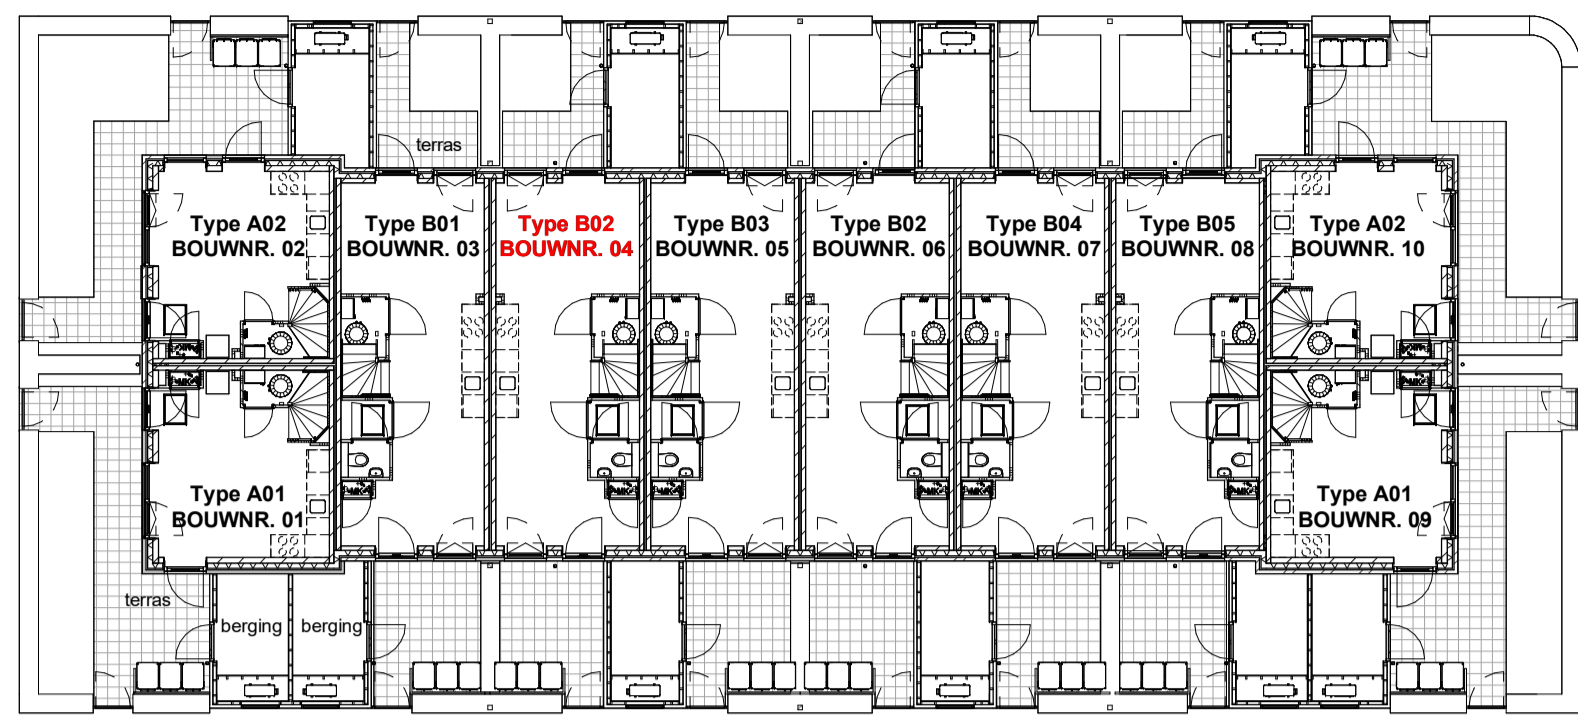 terras
Type A02
BOUWNR. 02
Type B01
BOUWNR. 03
Type B02
BOUWNR. 04
Type B03
BOUWNR. 05
Type B02
BOUWNR. 06
Type B04
BOUWNR. 07
Type B05
BOUWNR. 08
Type A02
BOUWNR. 10
Type A01
BOUWNR. 01
Type A01
BOUWNR. 09
terras
berging
berging